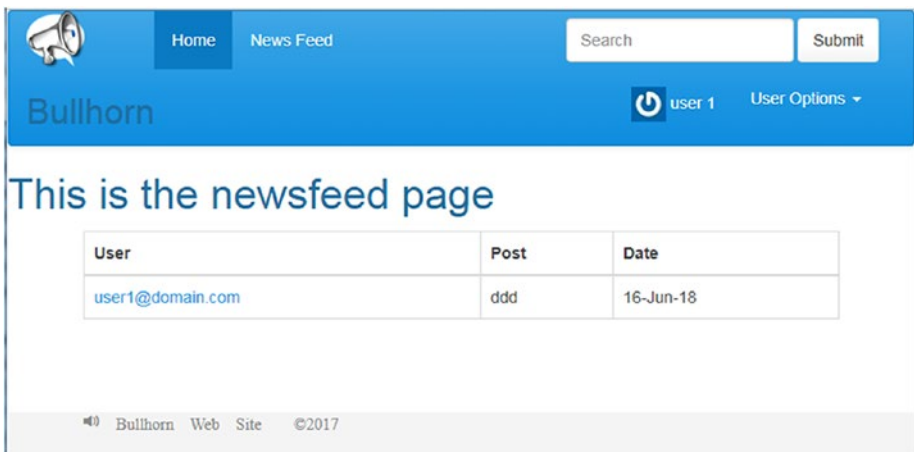 Home News Feed Search Submit
Bullhorn user 1 User Options
This is the newsfeed page
User Post Date
user1@domain.com ddd 16-Jun-18
Bullhorn Web Site ©2017